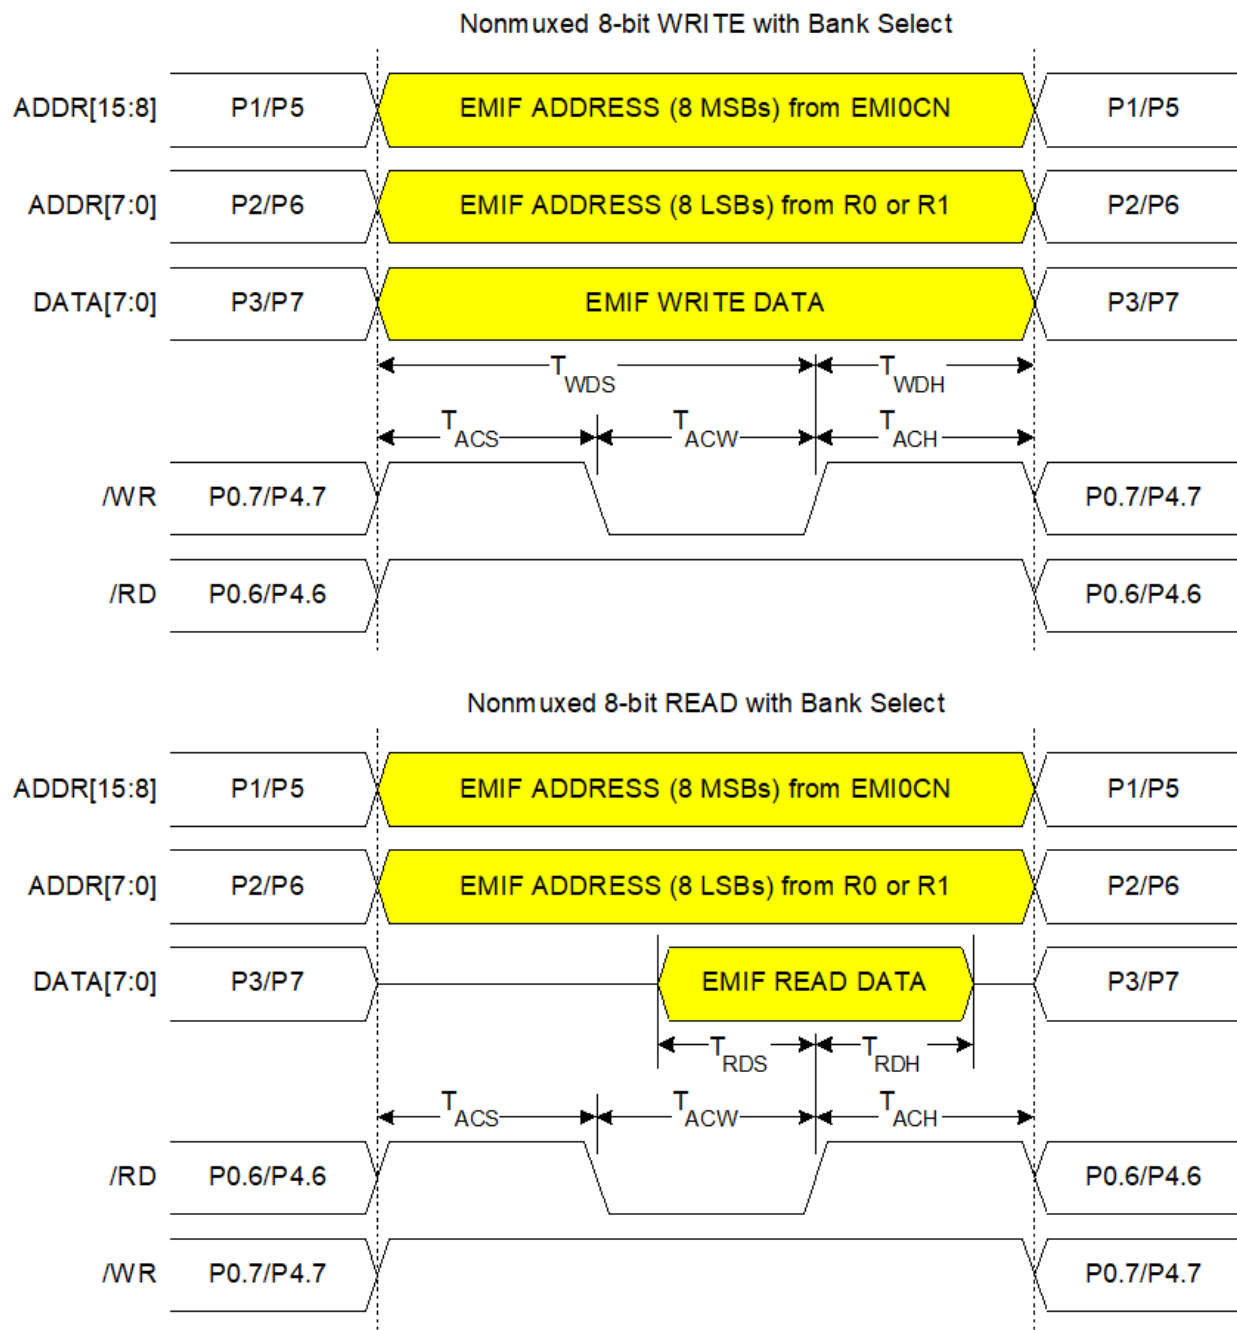 Nonmuxed 8-bit WRITE with Bank Select
ADDR[15:8] P1/P5 EMIF ADDRESS (8 MSBs) from EMI0CN P1/P5
ADDR[7:0] P2/P6 EMIF ADDRESS (8 LSBs) from R0 or R1 P2/P6
DATA[7:0] P3/P7 EMIF WRITE DATA P3/P7
TWDS TWDH
TACS TACW TACH
/WR P0.7/P4.7 P0.7/P4.7
/RD P0.6/P4.6 P0.6/P4.6
Nonmuxed 8-bit READ with Bank Select
ADDR[15:8] P1/P5 EMIF ADDRESS (8 MSBs) from EMI0CN P1/P5
ADDR[7:0] P2/P6 EMIF ADDRESS (8 LSBs) from R0 or R1 P2/P6
DATA[7:0] P3/P7 EMIF READ DATA P3/P7
TRDS TRDH
TACS TACW TACH
/RD P0.6/P4.6 P0.6/P4.6
/WR P0.7/P4.7 P0.7/P4.7